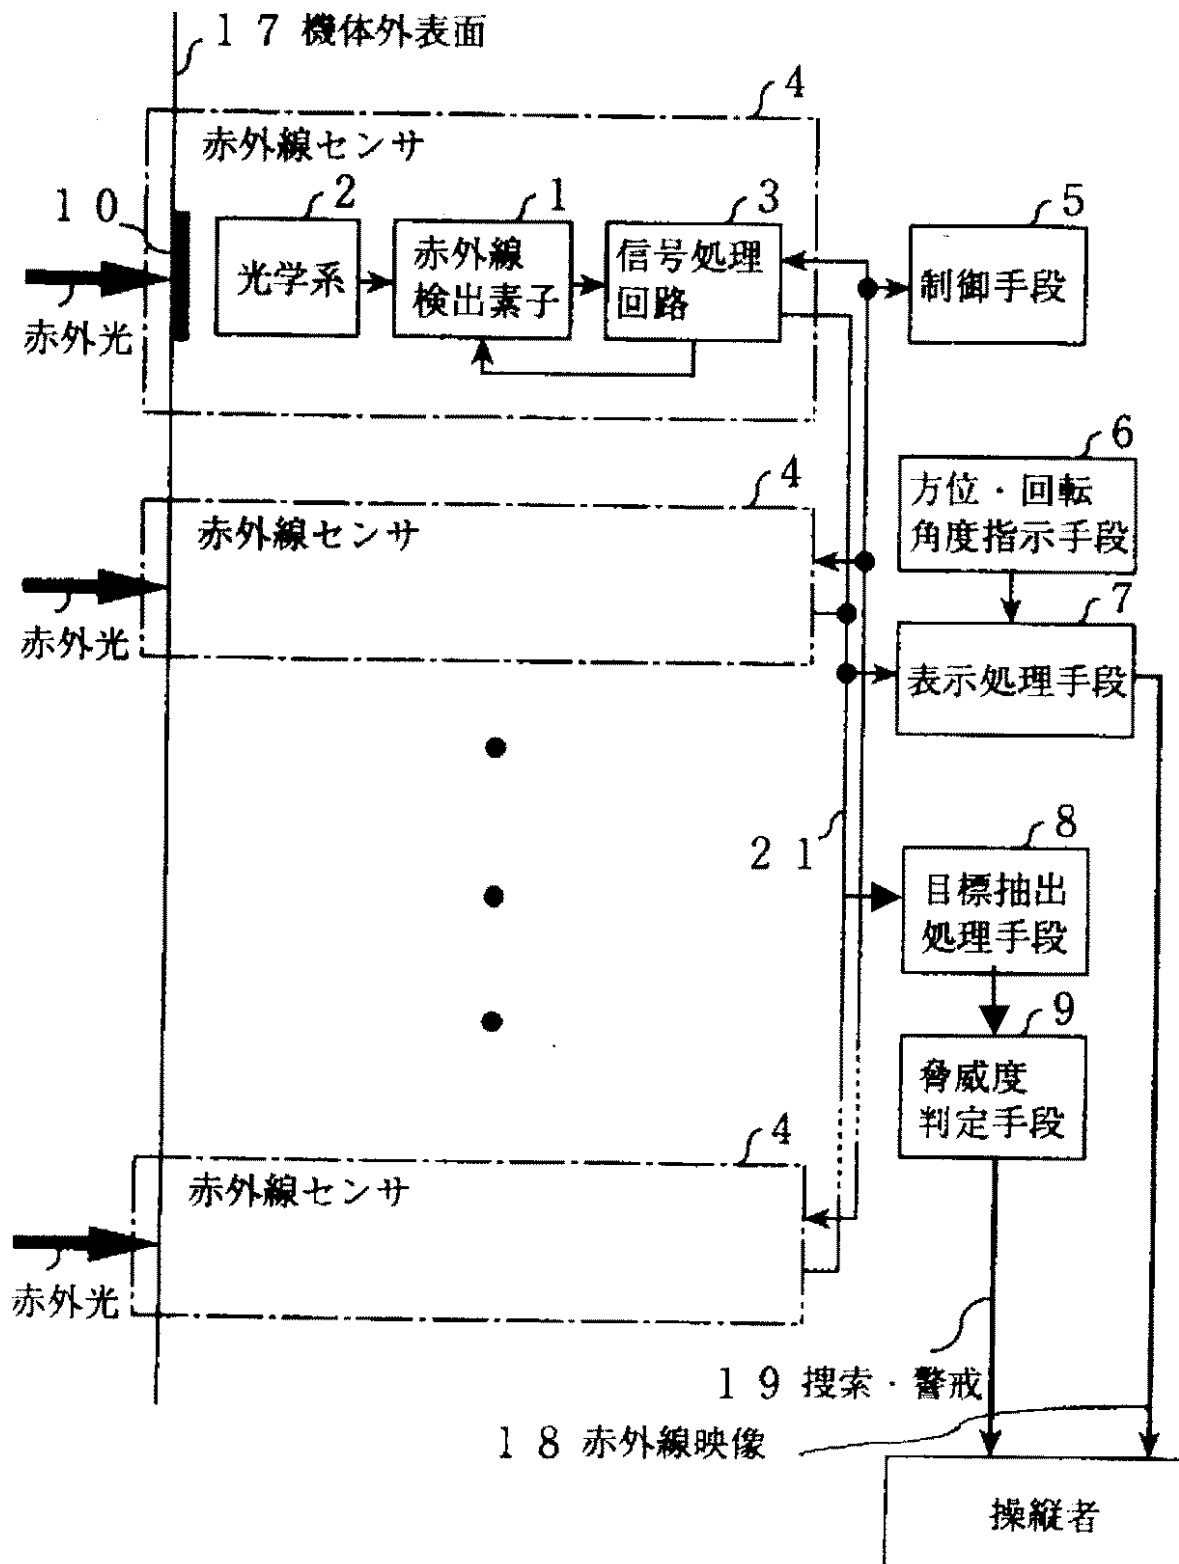 １７ 機体外表面
４
赤外線センサ
１０
２
１
３
５
光学系
赤外線
検出素子
信号処理
回路
制御手段
赤外光
６
４
方位・回転
角度指示手段
赤外線センサ
７
赤外光
表示処理手段
２１
８
目標抽出
処理手段
９
脅威度
判定手段
４
赤外線センサ
赤外光
１９ 捜索・警戒
１８ 赤外線映像
操縦者